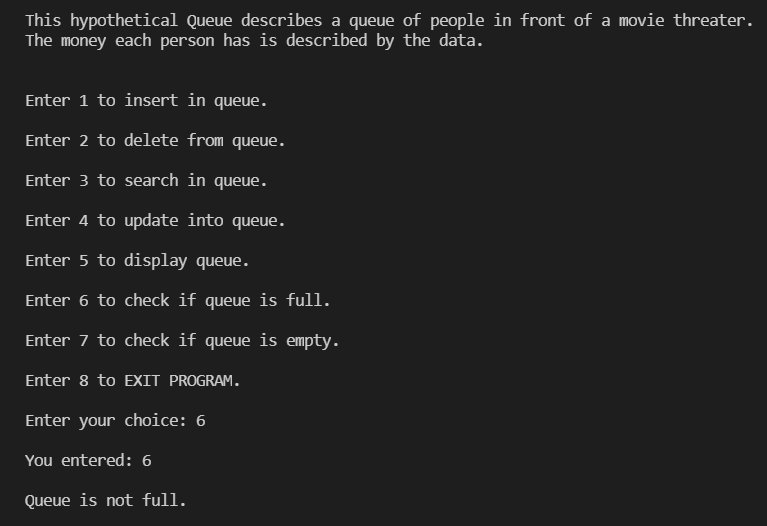 This hypothetical Queue describes a queue of people in front of a movie threater.
The money each person has is described by the data.
Enter 1 to insert in queue.
Enter 2 to delete from queue.
Enter 3 to search in queue.
Enter 4 to update into queue.
Enter 5 to display queue.
Enter 6 to check if queue is full.
Enter 7 to check if queue is empty.
Enter 8 to EXIT PROGRAM.
Enter your choice: 6
You entered: 6
Queue is not full.